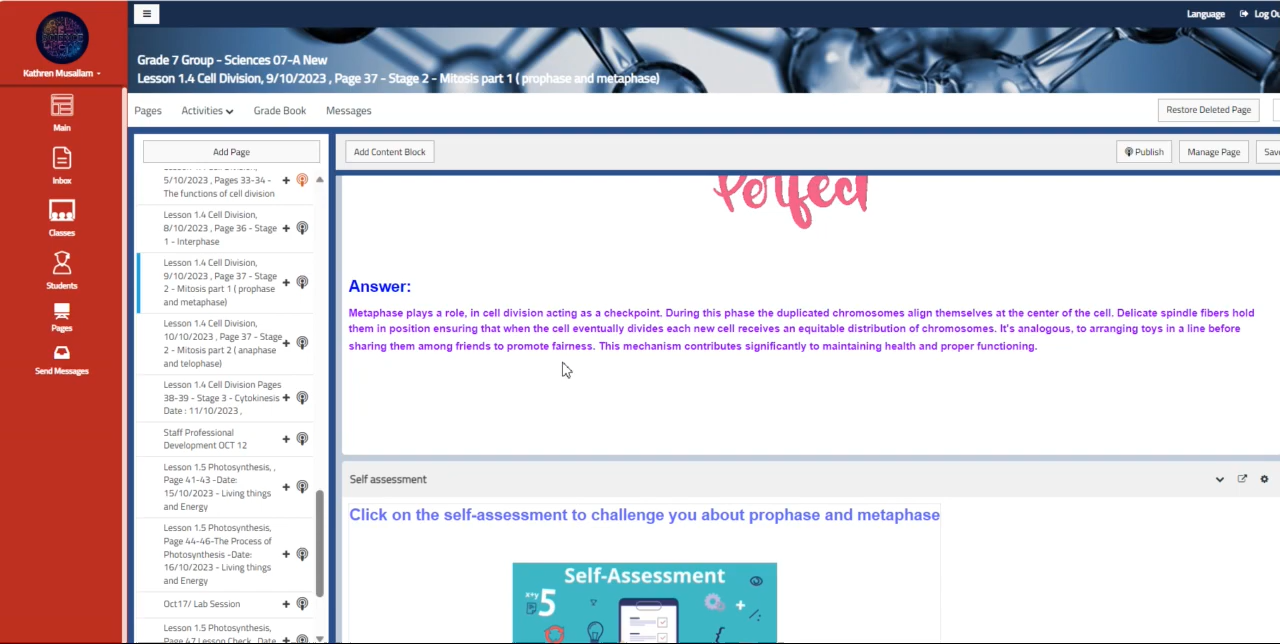 Language
Log Ou
Kathren Musallam
Grade 7 Group - Sciences 07-A New
Lesson 1.4 Cell Division, 9/10/2023 , Page 37 - Stage 2 - Mitosis part 1 ( prophase and metaphase)
Pages
Activities
Grade Book
Messages
Restore Deleted Page
Main
Inbox
Classes
Students
Pages
Send Messages
Add Page
5/10/2023 , Pages 33-34 -
The functions of cell division
Lesson 1.4 Cell Division,
8/10/2023 , Page 36 - Stage
1 - Interphase
Lesson 1.4 Cell Division,
9/10/2023 , Page 37 - Stage
2 - Mitosis part 1 ( prophase
and metaphase)
Lesson 1.4 Cell Division,
10/10/2023 , Page 37 - Stage
2 - Mitosis part 2 ( anaphase
and telophase)
Lesson 1.4 Cell Division Pages
38-39 - Stage 3 - Cytokinesis
Date : 11/10/2023 ,
Staff Professional
Development OCT 12
Lesson 1.5 Photosynthesis, ,
Page 41-43 -Date:
15/10/2023 - Living things
and Energy
Lesson 1.5 Photosynthesis,
Page 44-46-The Process of
Photosynthesis -Date:
16/10/2023 - Living things
and Energy
Oct17/ Lab Session
Lesson 1.5 Photosynthesis,
Page 47 Lesson Check Date
Add Content Block
Publish
Manage Page
Save
Perfect
Answer:
Metaphase plays a role, in cell division acting as a checkpoint. During this phase the duplicated chromosomes align themselves at the center of the cell. Delicate spindle fibers hold
them in position ensuring that when the cell eventually divides each new cell receives an equitable distribution of chromosomes. It's analogous, to arranging toys in a line before
sharing them among friends to promote fairness. This mechanism contributes significantly to maintaining health and proper functioning.
Self assessment
Click on the self-assessment to challenge you about prophase and metaphase
Self-Assessment
x+y
5